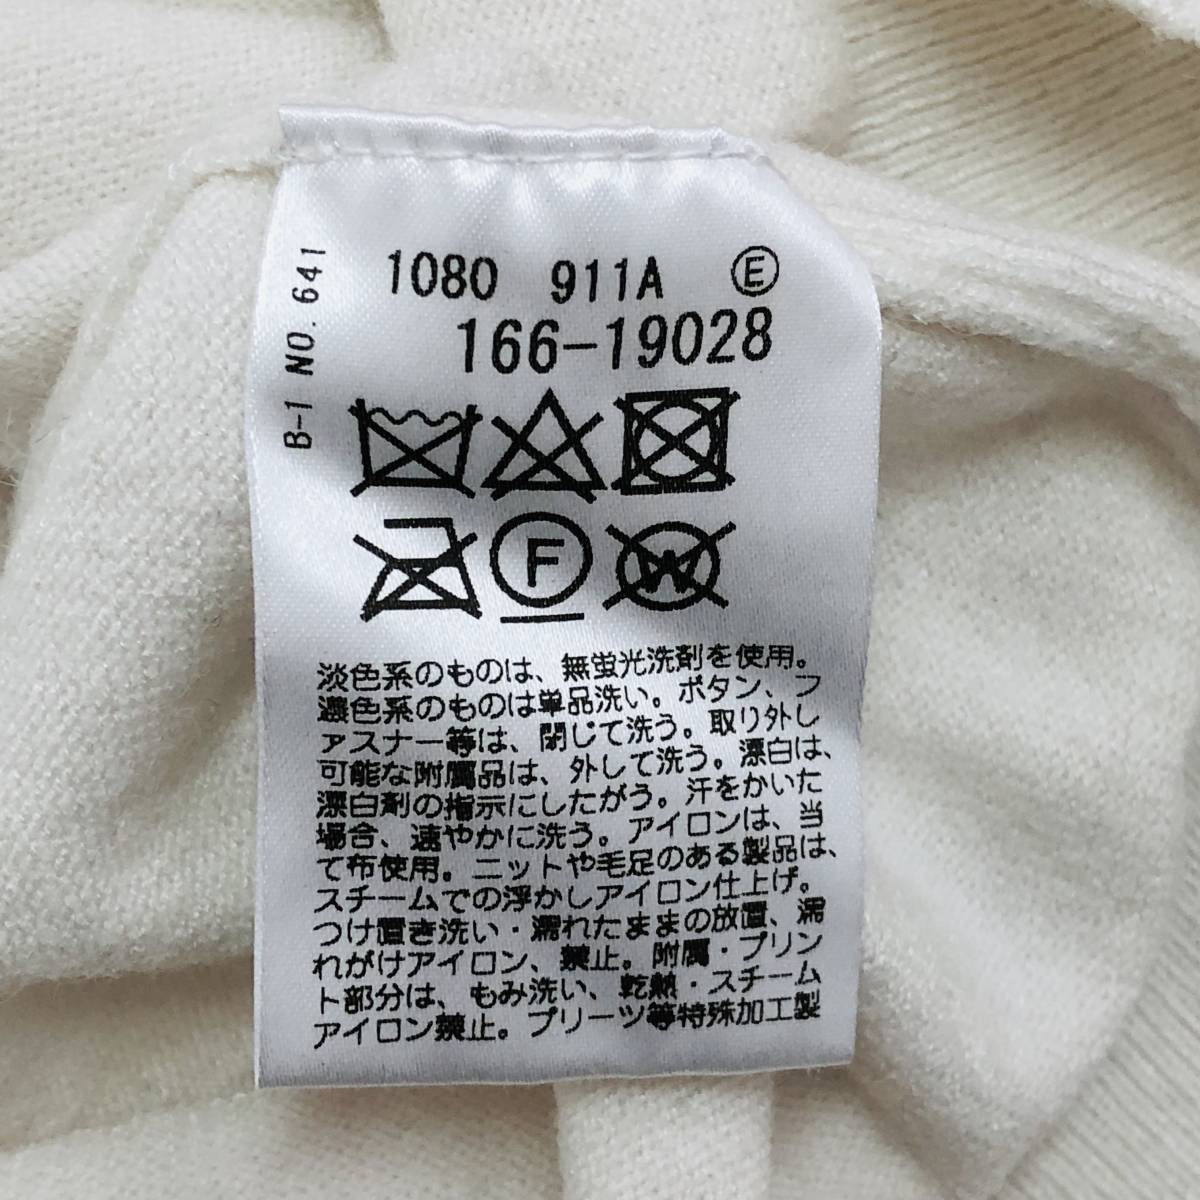 B-1 NO. 641
1080 911A Ⓔ
166-19028
F
W
淡色系のものは、無蛍光洗剤を使用。
濃色系のものは単品洗い。ボタン、フ
ァスナー等は、閉じて洗う。取り外し
可能な附属品は、外して洗う。漂白は、
漂白剤の指示にしたがう。汗をかいた
場合、速やかに洗う。アイロンは、当
て布使用。ニットや毛足のある製品は、
スチームでの浮かしアイロン仕上げ。
つけ置き洗い・濡れたままの放置、濡
れがけアイロン、禁止。附属・プリン
ト部分は、もみ洗い、乾熱・スチーム
アイロン禁止。プリーツ等特殊加工製